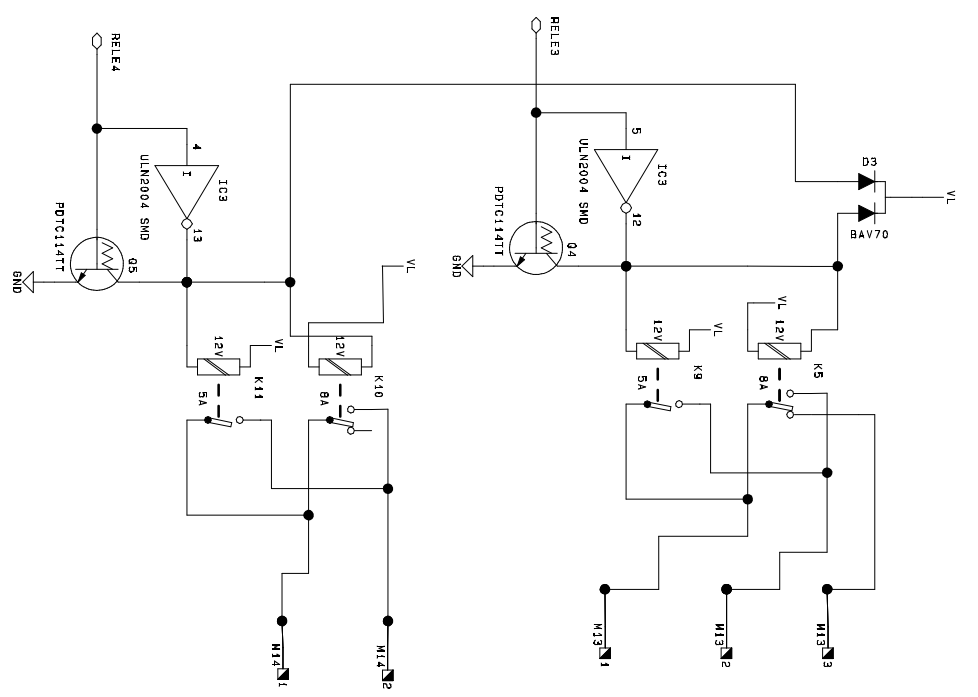 RELE4
RELE3
4
I
IC3
ULN2004 SMD
13
PDTC114TT
Q5
GND
5
I
IC3
ULN2004 SMD
12
PDTC114TT
Q4
GND
D3
BAV70
VL
VL
VL
12V
K11
5A
12V
K10
8A
VL
12V
K9
5A
VL
12V
K5
8A
M14
1
M14
2
M13
1
M13
2
M13
3